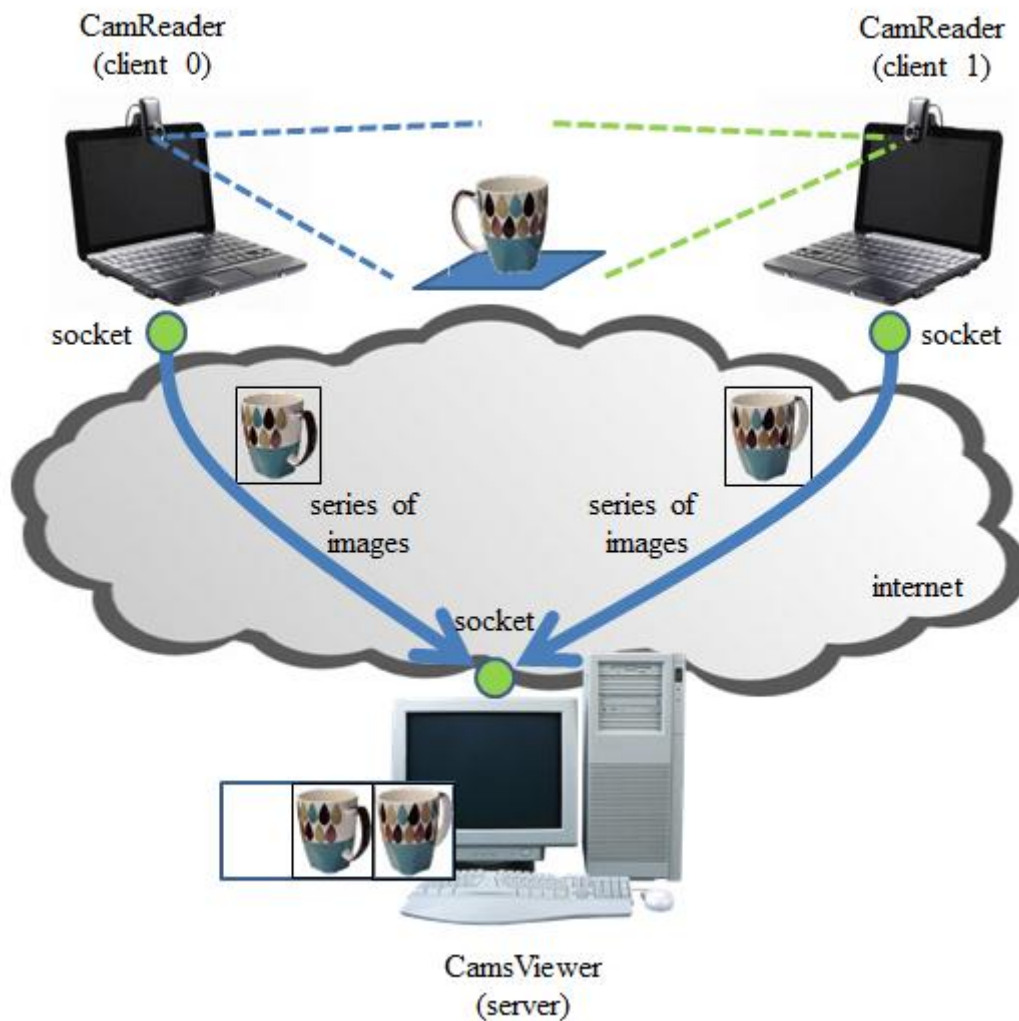 CamReader
(client 0)
CamReader
(client 1)
socket
socket
series of
images
series of
images
internet
socket
CamsViewer
(server)